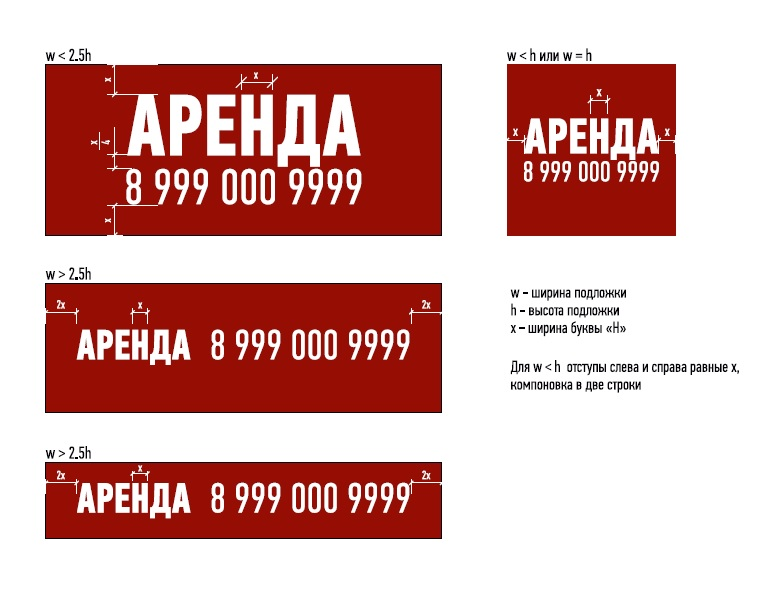 w < 2.5h
x
x
АРЕНДА
x
4
8 999 000 9999
x
w < h или w = h
x
x
x
АРЕНДА
8 999 000 9999
w > 2.5h
2x
x
2x
АРЕНДА 8 999 000 9999
w – ширина подложки
h – высота подложки
x – ширина буквы «Н»
Для w < h отступы слева и справа равные x,
компоновка в две строки
w > 2.5h
2x
x
2x
АРЕНДА 8 999 000 9999